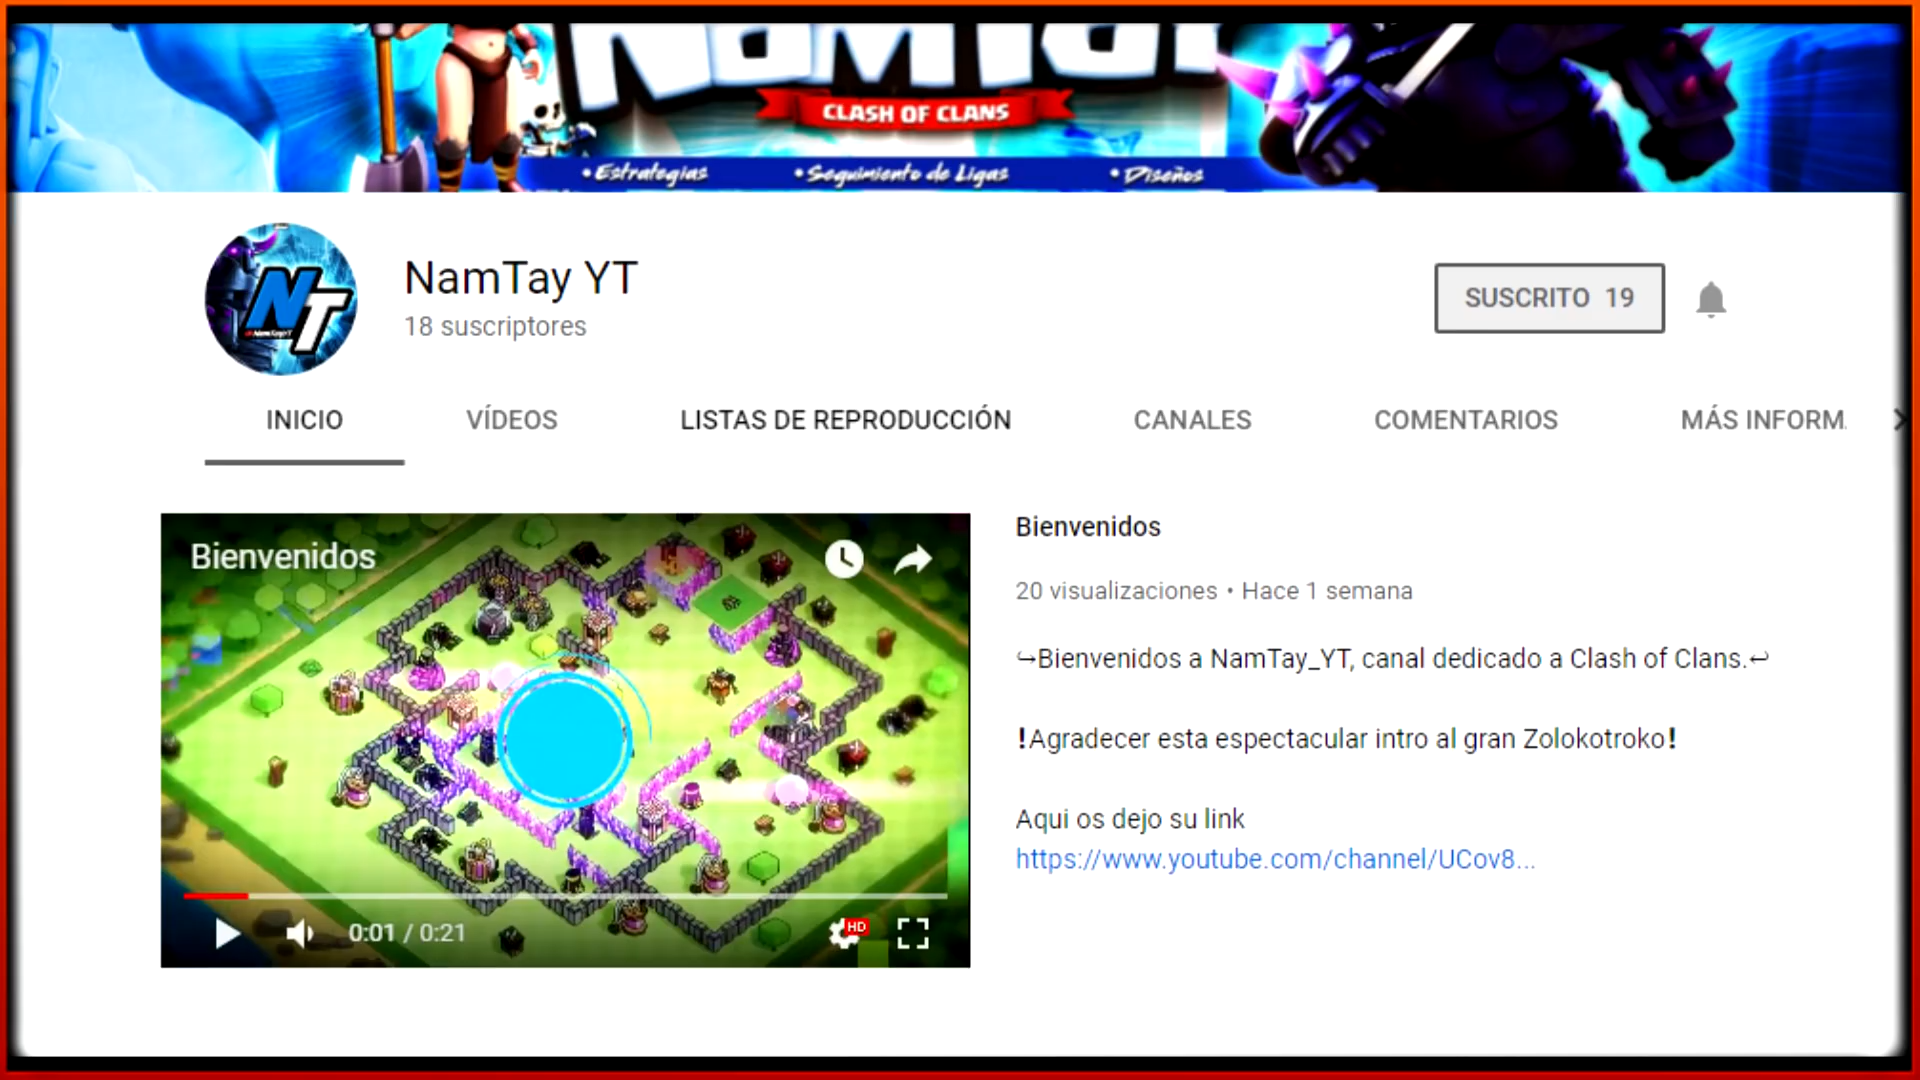 NamTay
CLASH OF CLANS
• Estrategias • Seguimiento de Ligas • Diseños
NT
NamTay YT
18 suscriptores
SUSCRITO 19
INICIO VÍDEOS LISTAS DE REPRODUCCIÓN CANALES COMENTARIOS MÁS INFORM
Bienvenidos
Bienvenidos
20 visualizaciones • Hace 1 semana
↪Bienvenidos a NamTay_YT, canal dedicado a Clash of Clans.↩
!Agradecer esta espectacular intro al gran Zolokotroko!
Aqui os dejo su link
https://www.youtube.com/channel/UCov8...
0:01 / 0:21
HD